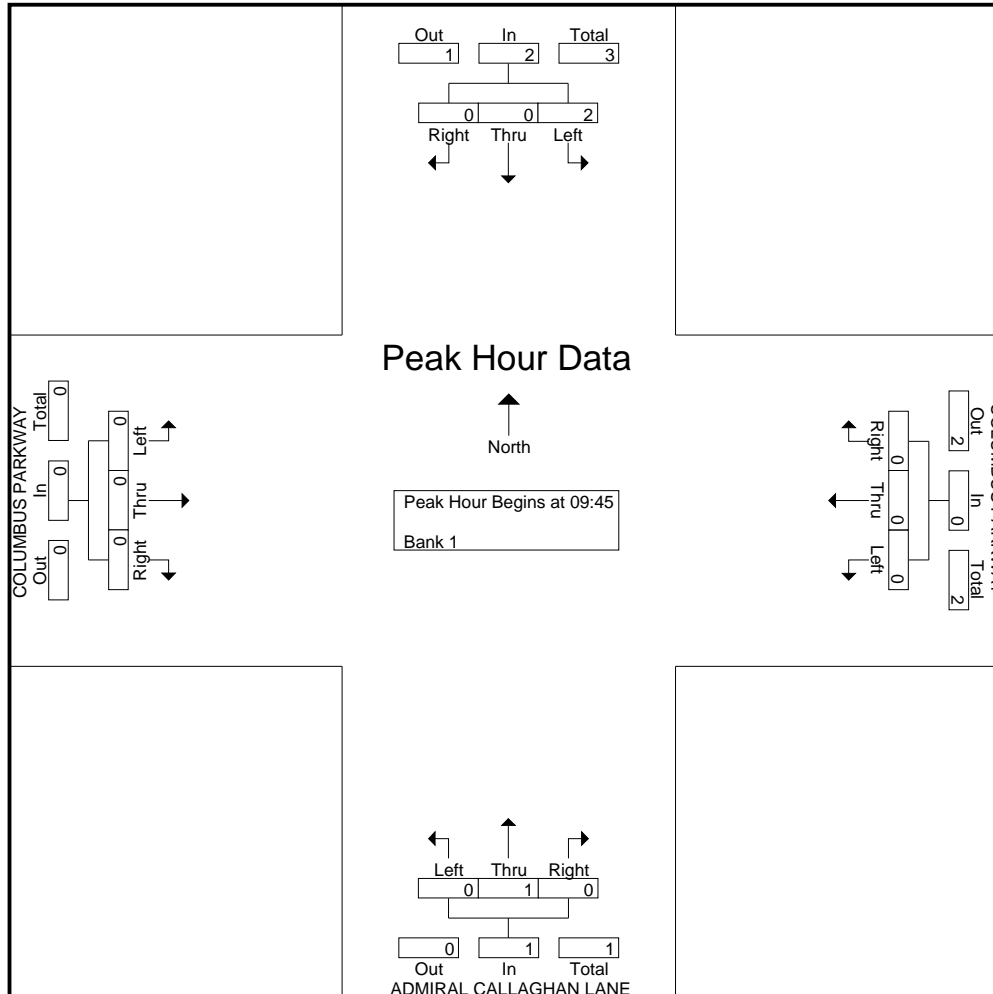 Out In Total
1 2 3
0 0 2
Right Thru Left
Peak Hour Data
North
Peak Hour Begins at 09:45
Bank 1
COLUMBUS PARKWAY
Out In Total
0 0 0
Left Thru Right
0 0 0
Out In Total
2 0 2
Right Thru Left
0 0 0
Left Thru Right
0 1 0
0 1 1
Out In Total
ADMIRAL CALLAGHAN LANE